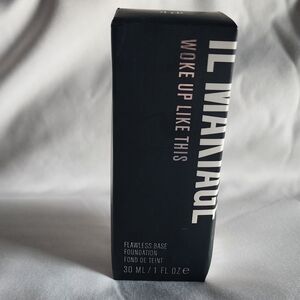 IL MAKIAGE
WOKE UP LIKE THIS
FLAWLESS BASE
FOUNDATION
FOND DE TEINT
30 ML / 1 FL OZ ℮